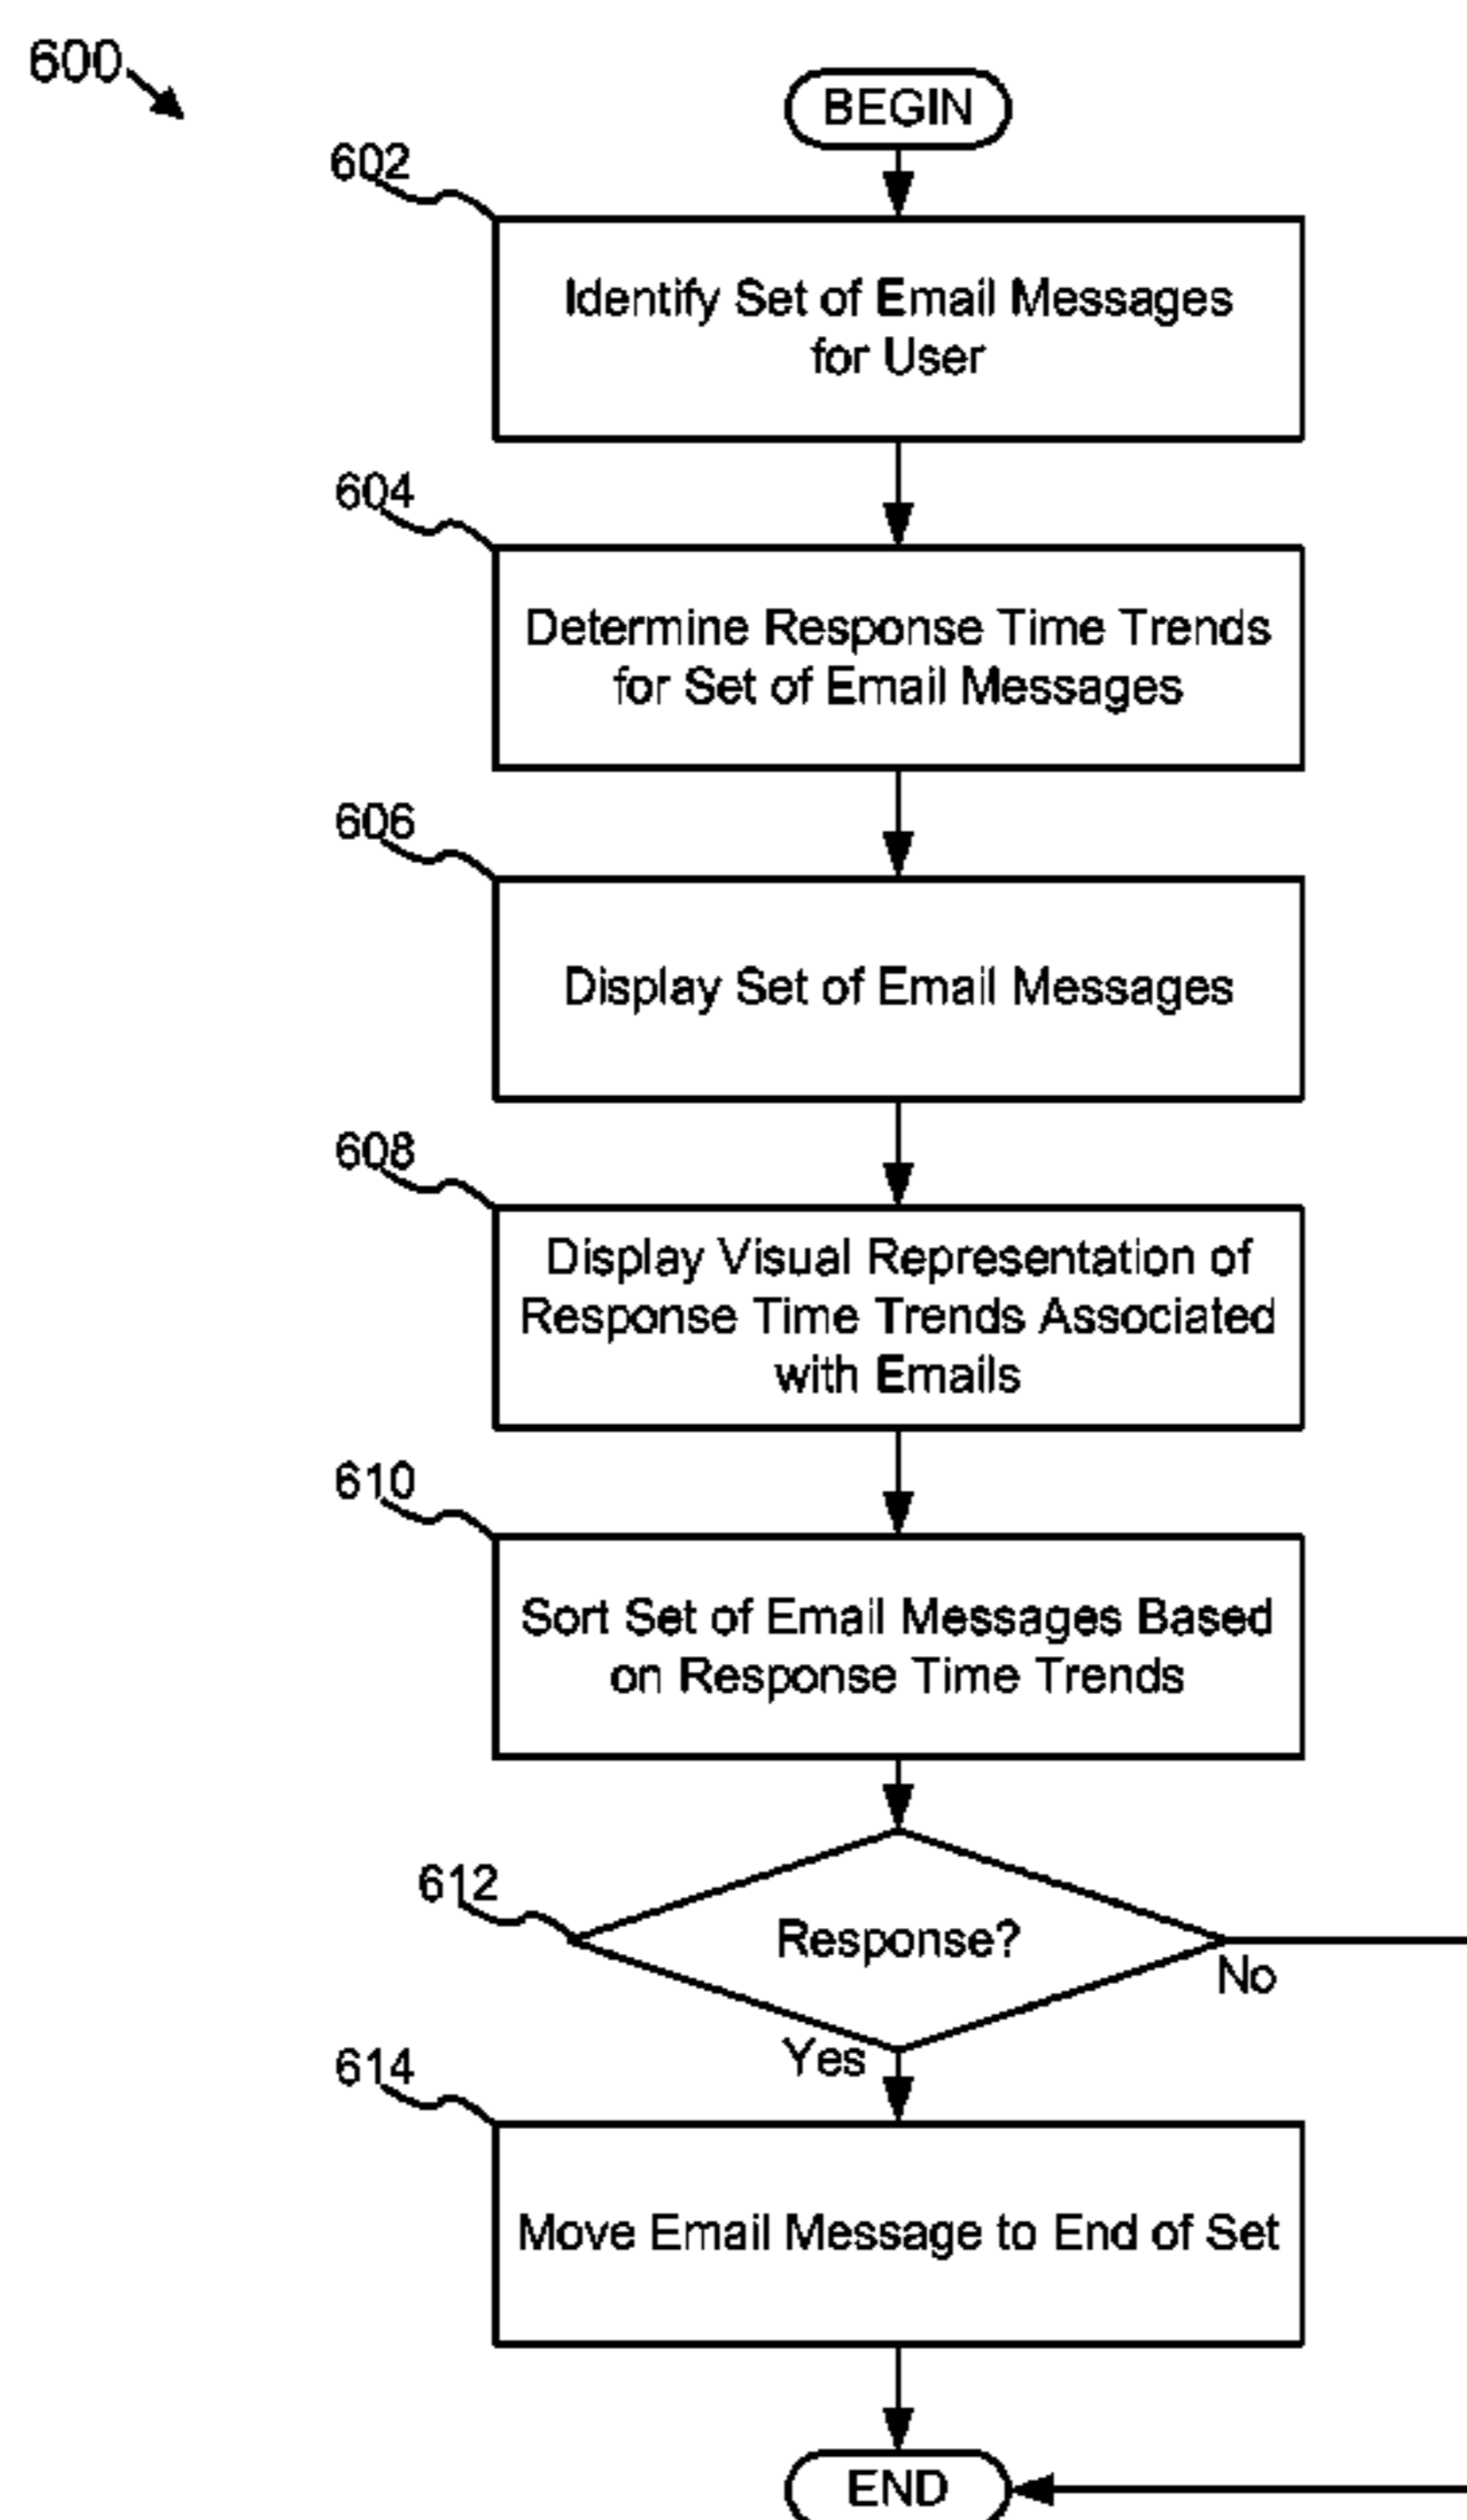 600
BEGIN
602
Identify Set of Email Messages
for User
604
Determine Response Time Trends
for Set of Email Messages
606
Display Set of Email Messages
608
Display Visual Representation of
Response Time Trends Associated
with Emails
610
Sort Set of Email Messages Based
on Response Time Trends
612
Response?
No
Yes
614
Move Email Message to End of Set
END